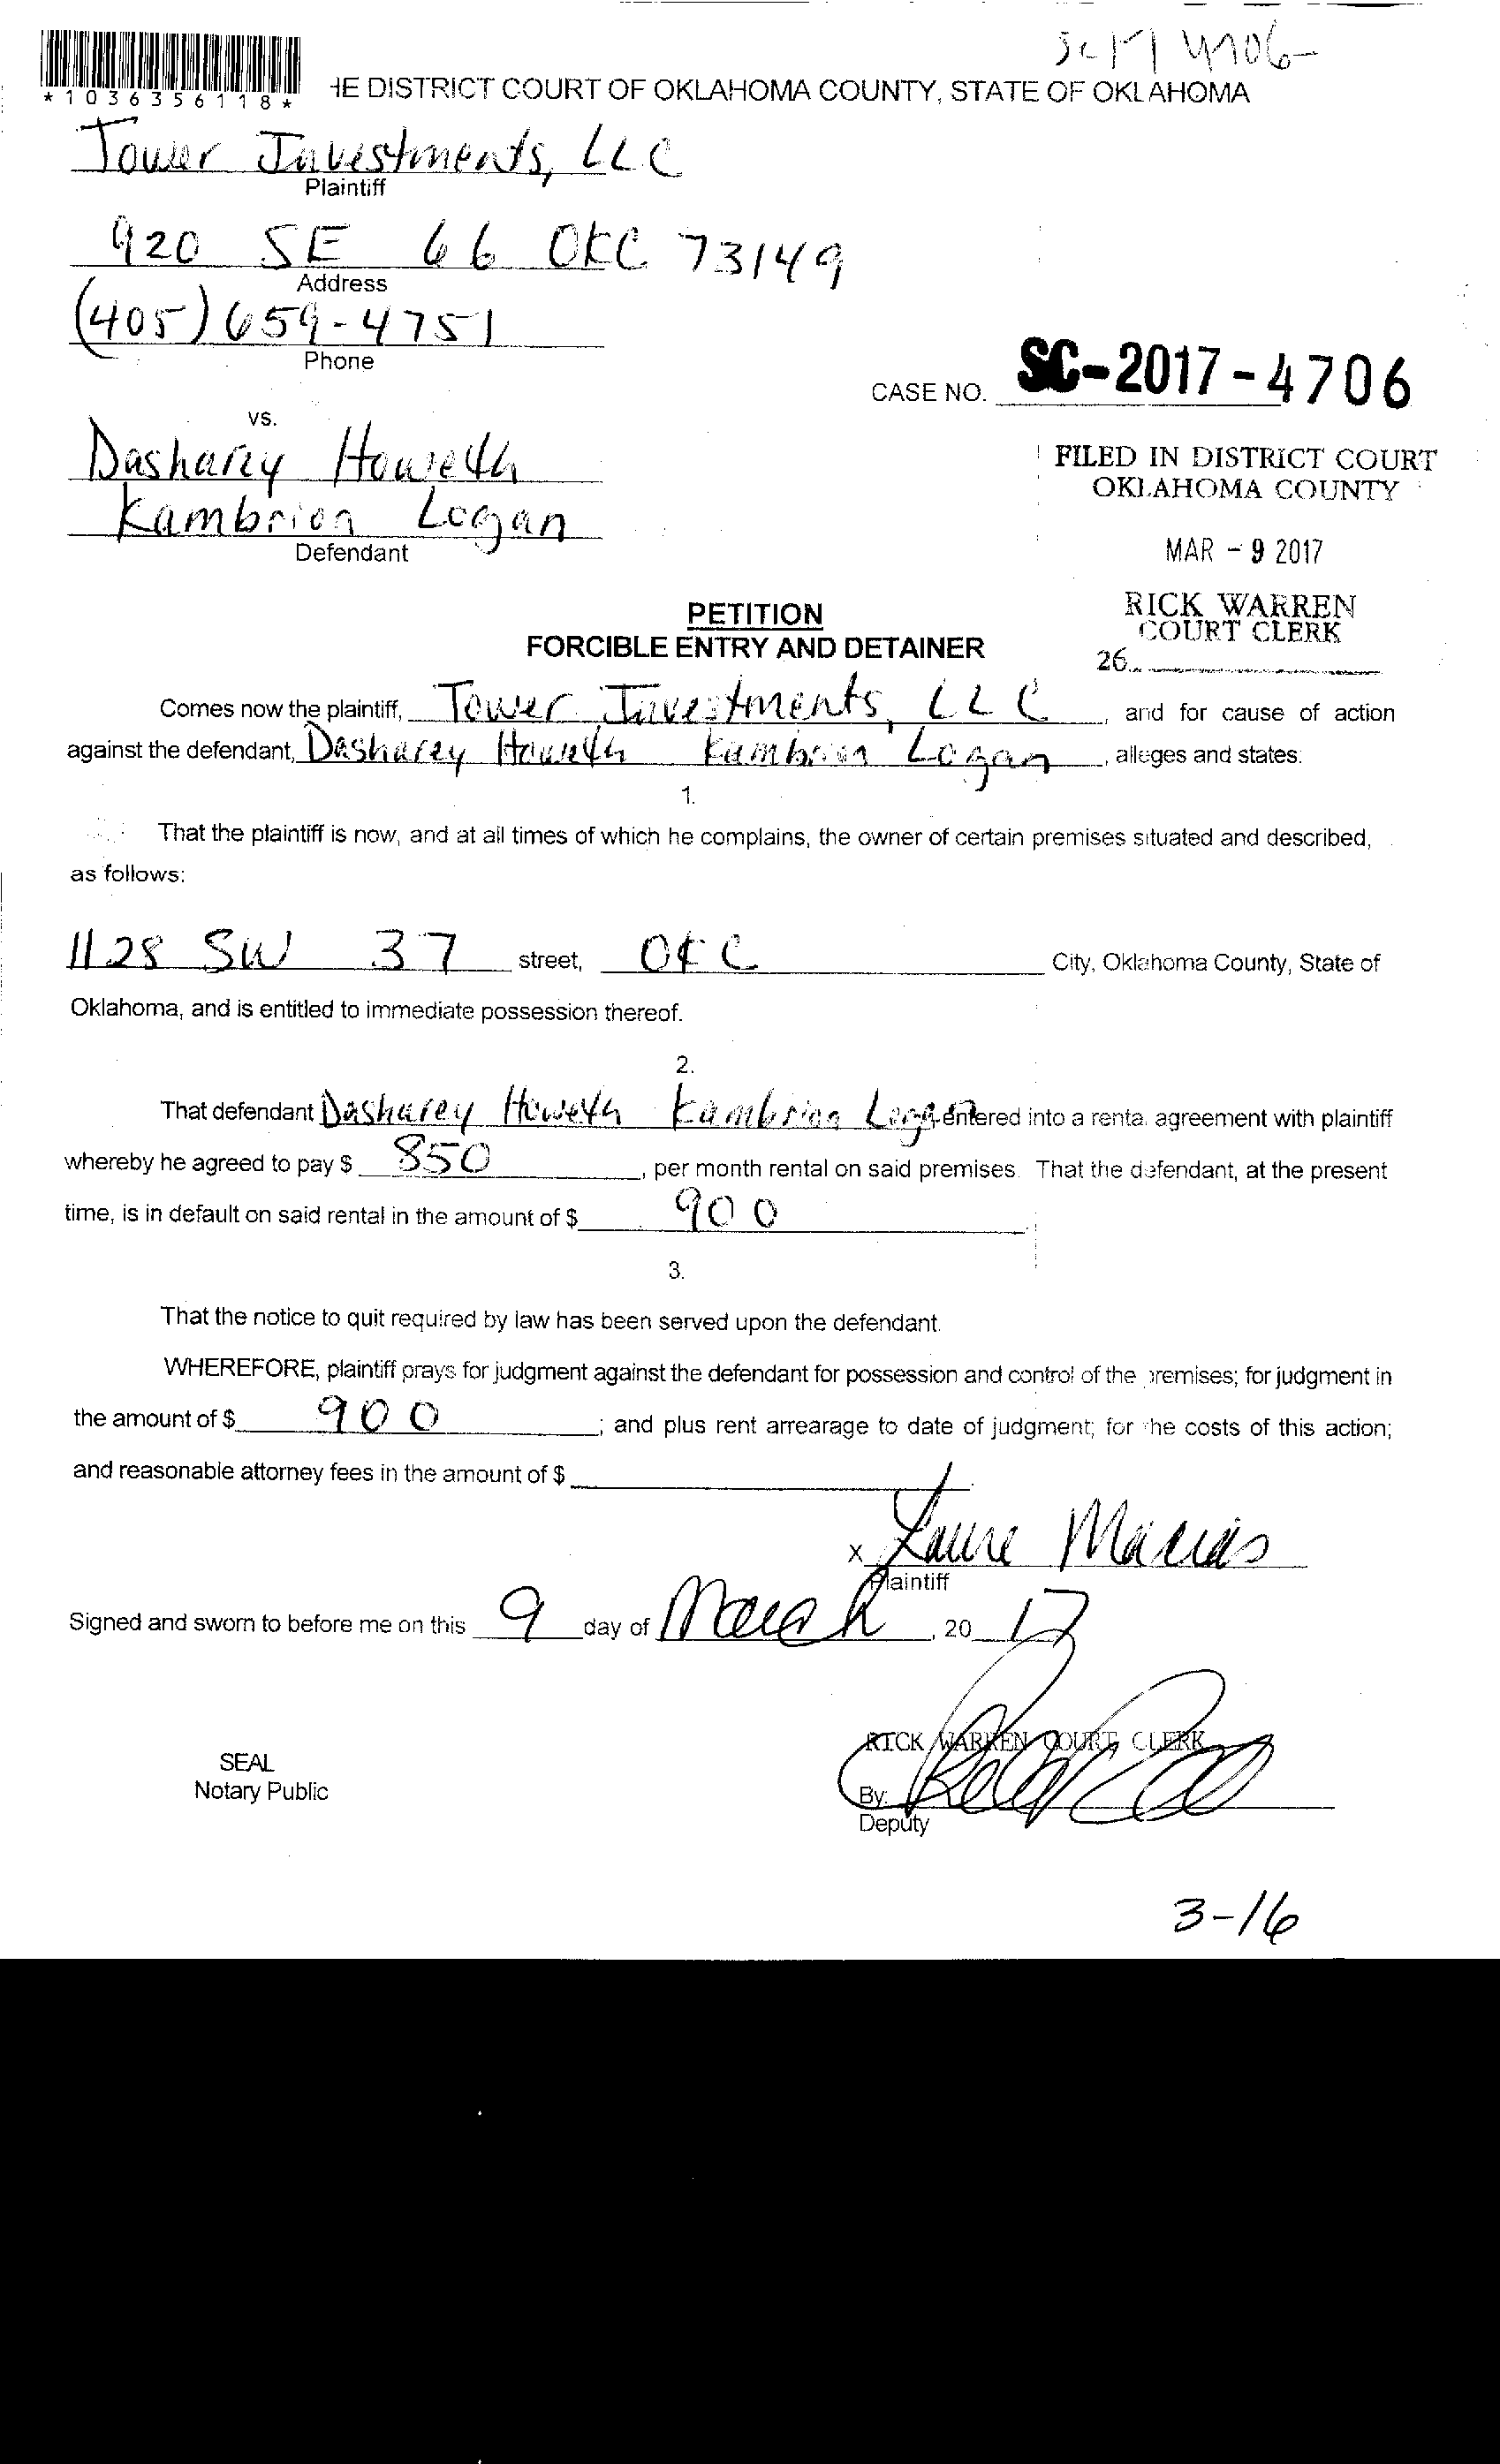 SC 17 4706
*1036356118*
HE DISTRICT COURT OF OKLAHOMA COUNTY, STATE OF OKLAHOMA
Tower Investments, LLC
Plaintiff
920 SE 66 OKC 73149
Address
(405) 659-4751
Phone
CASE NO. SC-2017-4706
vs.
Dasharey Howeth
Kambrion Logan
Defendant
FILED IN DISTRICT COURT
OKLAHOMA COUNTY
MAR - 9 2017
RICK WARREN
COURT CLERK
26
PETITION
FORCIBLE ENTRY AND DETAINER
Comes now the plaintiff, Tower Investments, LLC, and for cause of action
against the defendant, Dasharey Howeth Kambrion Logan, alleges and states:
1.
That the plaintiff is now, and at all times of which he complains, the owner of certain premises situated and described,
as follows:
1128 SW 37 street, OKC City, Oklahoma County, State of
Oklahoma, and is entitled to immediate possession thereof.
2.
That defendant Dasharey Howeth Kambrion Logan entered into a rental agreement with plaintiff
whereby he agreed to pay $ 850, per month rental on said premises. That the defendant, at the present
time, is in default on said rental in the amount of $ 900.
3.
That the notice to quit required by law has been served upon the defendant.
WHEREFORE, plaintiff prays for judgment against the defendant for possession and control of the premises; for judgment in
the amount of $ 900; and plus rent arrearage to date of judgment; for the costs of this action;
and reasonable attorney fees in the amount of $
x Laure Macias
Plaintiff
Signed and sworn to before me on this 9 day of March, 20 17
RICK WARREN COURT CLERK
SEAL
Notary Public
By:
Deputy
3-16